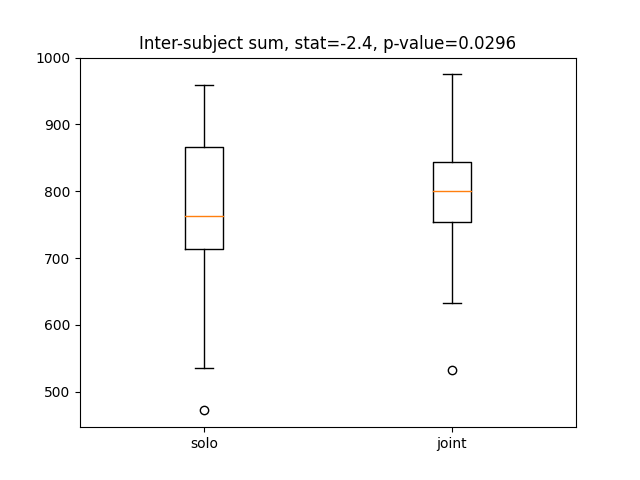 Inter-subject sum, stat=-2.4, p-value=0.0296
1000
900
800
700
600
500
solo
joint